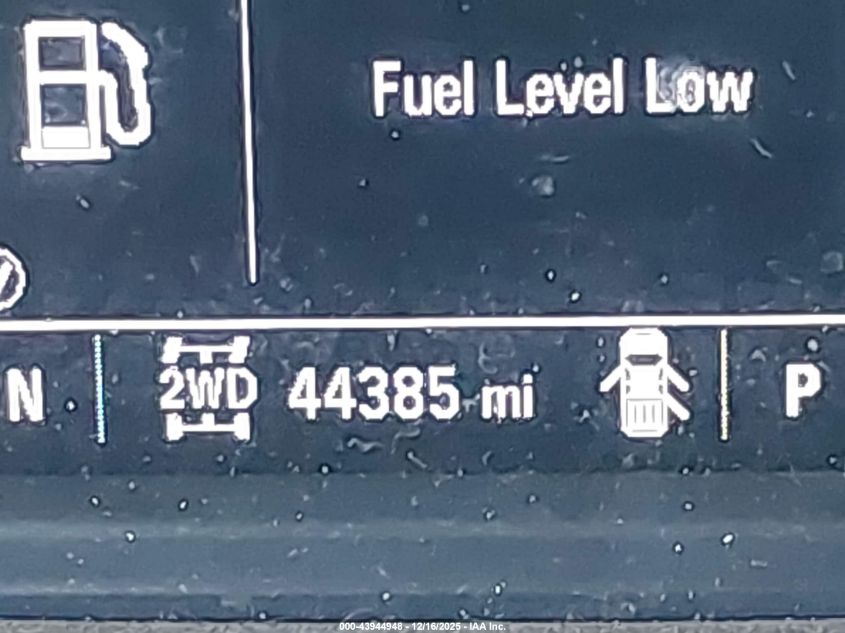 Fuel Level Low
N 2WD 44385 mi P
000-43944948 - 12/16/2025 - IAA Inc.